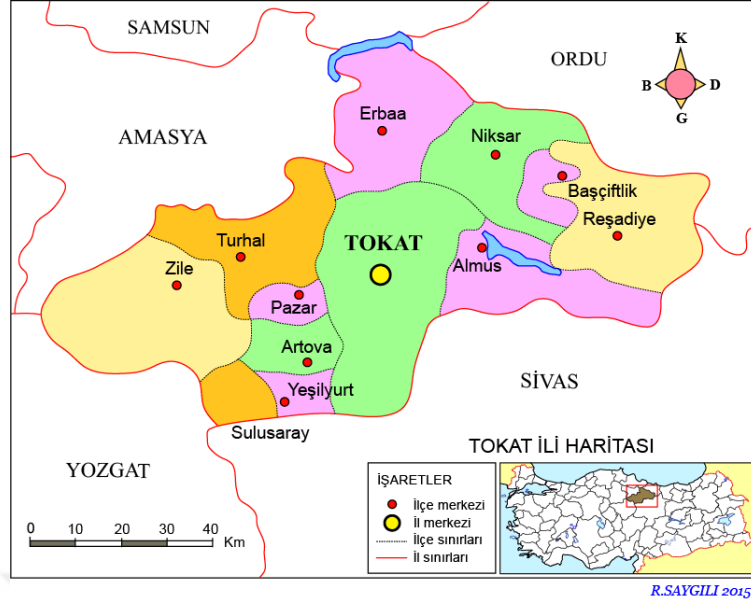 SAMSUN
ORDU
K
B
D
G
AMASYA
Erbaa
Niksar
Başçiftlik
Reşadiye
Turhal
TOKAT
Zile
Almus
Pazar
Artova
Yeşilyurt
Sulusaray
SİVAS
YOZGAT
TOKAT İLİ HARİTASI
İŞARETLER
İlçe merkezi
İl merkezi
İlçe sınırları
İl sınırları
0 10 20 30 40
Km
R.SAYGILI 2015